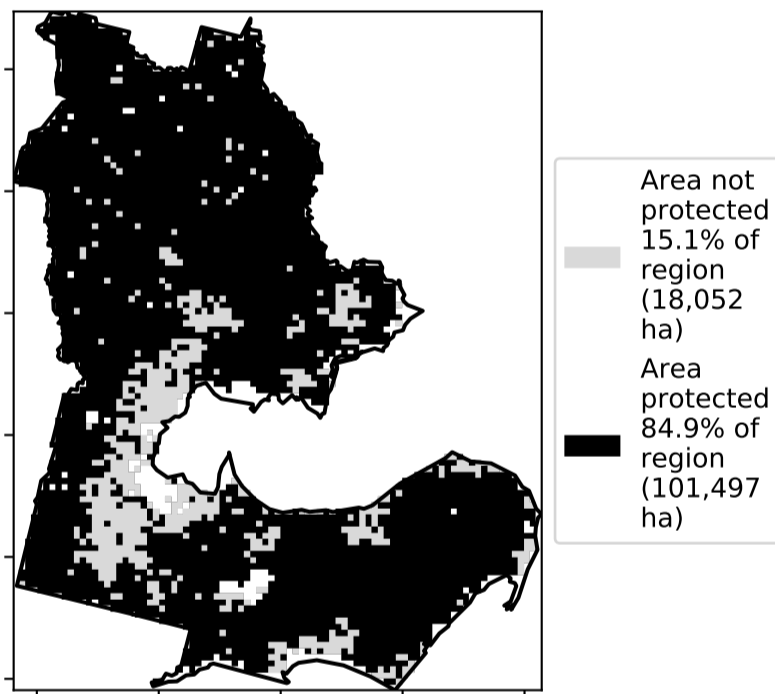 Area not
protected
15.1% of
region
(18,052
ha)
Area
protected
84.9% of
region
(101,497
ha)